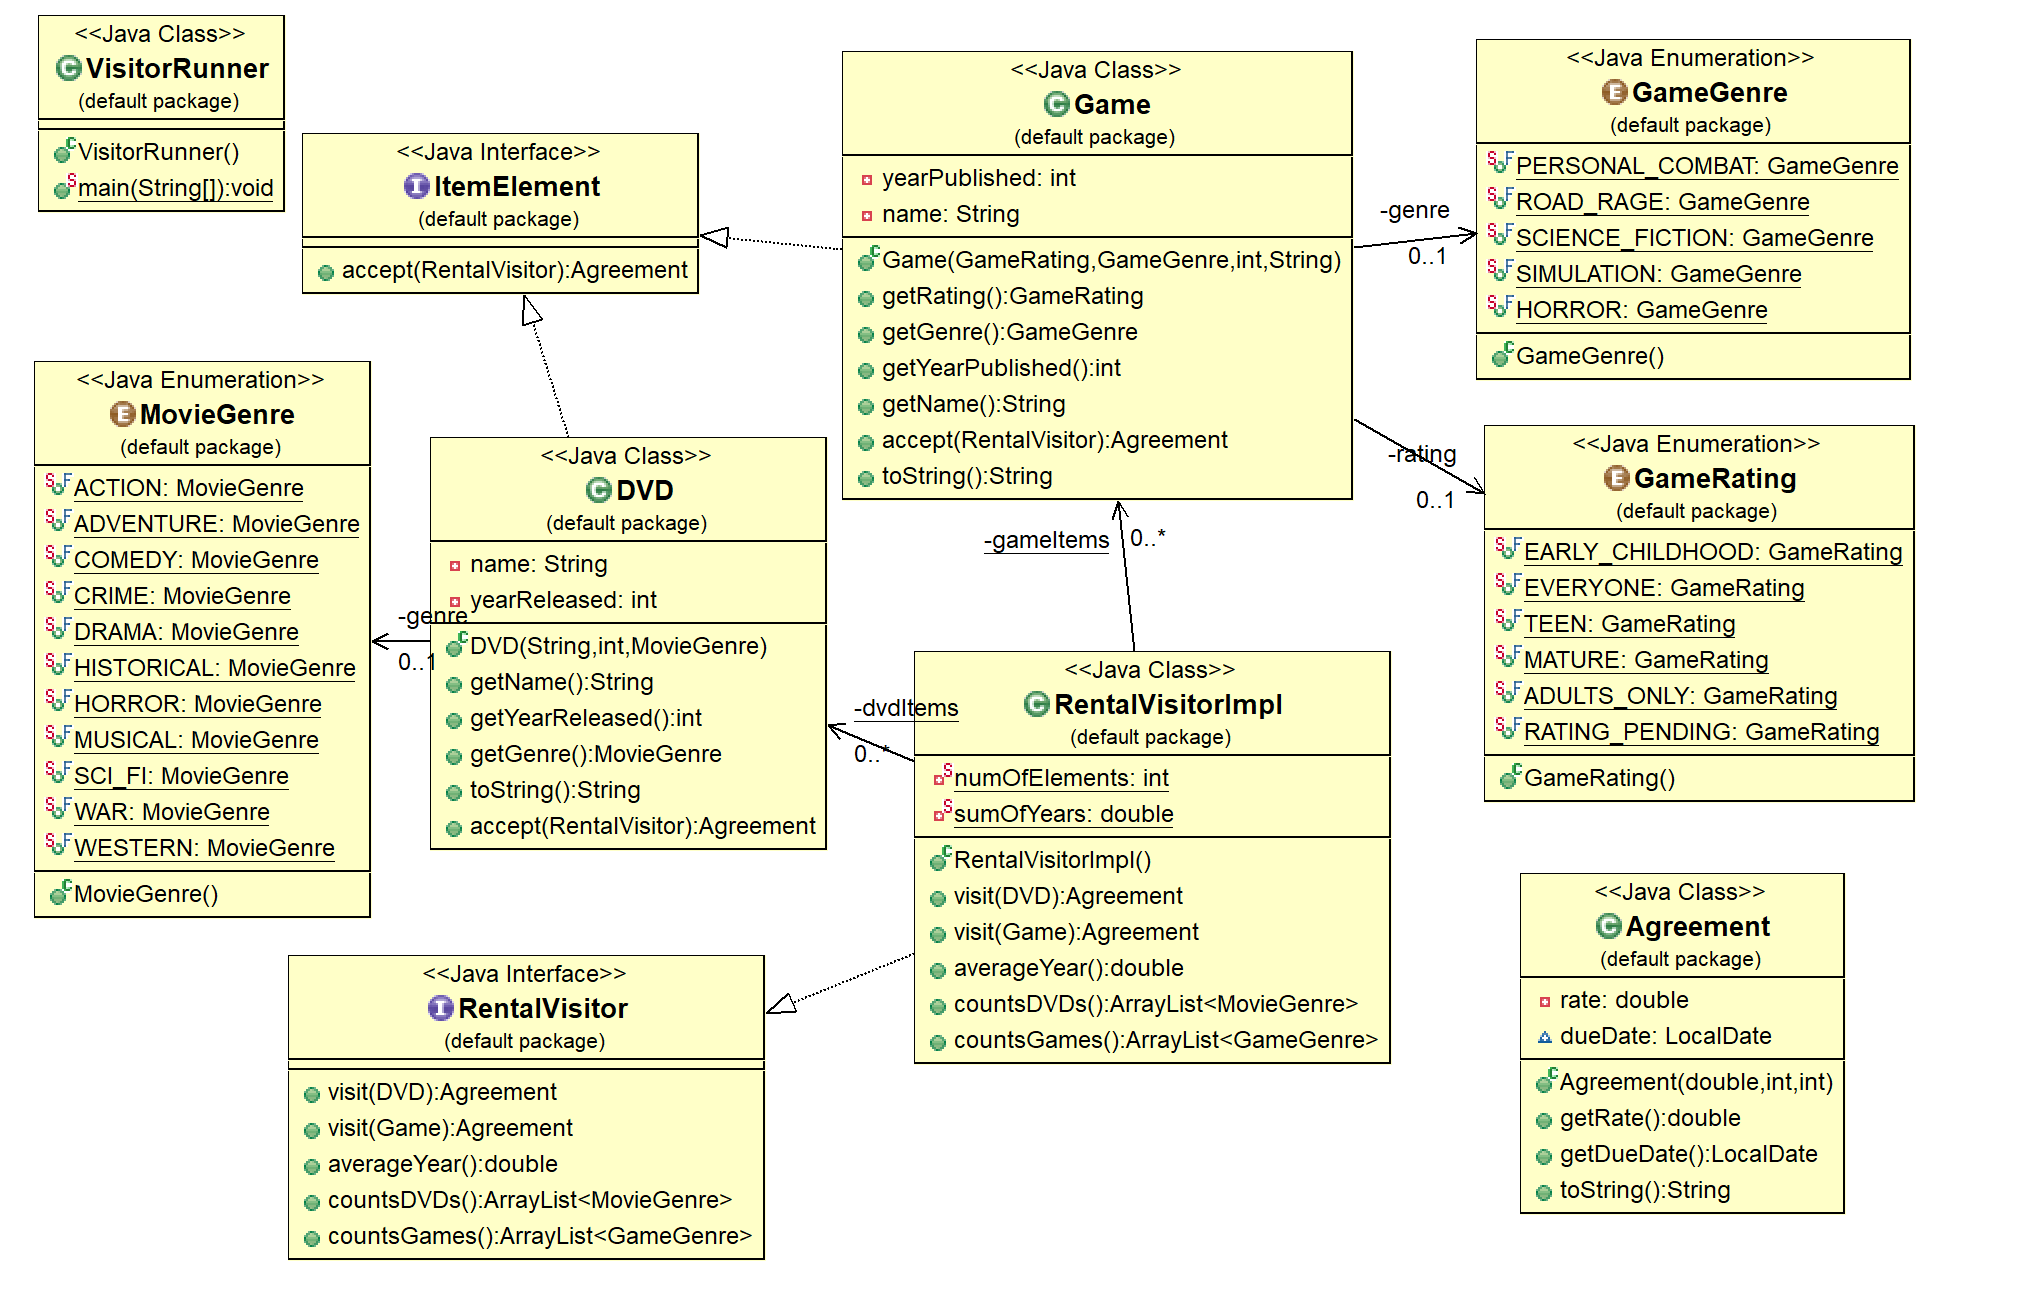 <<Java Class>>
VisitorRunner
(default package)
VisitorRunner()
main(String[]):void
<<Java Interface>>
ItemElement
(default package)
accept(RentalVisitor):Agreement
<<Java Class>>
Game
(default package)
yearPublished: int
name: String
Game(GameRating,GameGenre,int,String)
getRating():GameRating
getGenre():GameGenre
getYearPublished():int
getName():String
accept(RentalVisitor):Agreement
toString():String
-genre
0..1
<<Java Enumeration>>
GameGenre
(default package)
PERSONAL_COMBAT: GameGenre
ROAD_RAGE: GameGenre
SCIENCE_FICTION: GameGenre
SIMULATION: GameGenre
HORROR: GameGenre
GameGenre()
-rating
0..1
<<Java Enumeration>>
GameRating
(default package)
EARLY_CHILDHOOD: GameRating
EVERYONE: GameRating
TEEN: GameRating
MATURE: GameRating
ADULTS_ONLY: GameRating
RATING_PENDING: GameRating
GameRating()
<<Java Enumeration>>
MovieGenre
(default package)
ACTION: MovieGenre
ADVENTURE: MovieGenre
COMEDY: MovieGenre
CRIME: MovieGenre
DRAMA: MovieGenre
HISTORICAL: MovieGenre
HORROR: MovieGenre
MUSICAL: MovieGenre
SCI_FI: MovieGenre
WAR: MovieGenre
WESTERN: MovieGenre
MovieGenre()
-genre
0..1
<<Java Class>>
DVD
(default package)
name: String
yearReleased: int
DVD(String,int,MovieGenre)
getName():String
getYearReleased():int
getGenre():MovieGenre
toString():String
accept(RentalVisitor):Agreement
-gameItems
0..*
-dvdItems
0..*
<<Java Class>>
RentalVisitorImpl
(default package)
numOfElements: int
sumOfYears: double
RentalVisitorImpl()
visit(DVD):Agreement
visit(Game):Agreement
averageYear():double
countsDVDs():ArrayList<MovieGenre>
countsGames():ArrayList<GameGenre>
<<Java Interface>>
RentalVisitor
(default package)
visit(DVD):Agreement
visit(Game):Agreement
averageYear():double
countsDVDs():ArrayList<MovieGenre>
countsGames():ArrayList<GameGenre>
<<Java Class>>
Agreement
(default package)
rate: double
dueDate: LocalDate
Agreement(double,int,int)
getRate():double
getDueDate():LocalDate
toString():String